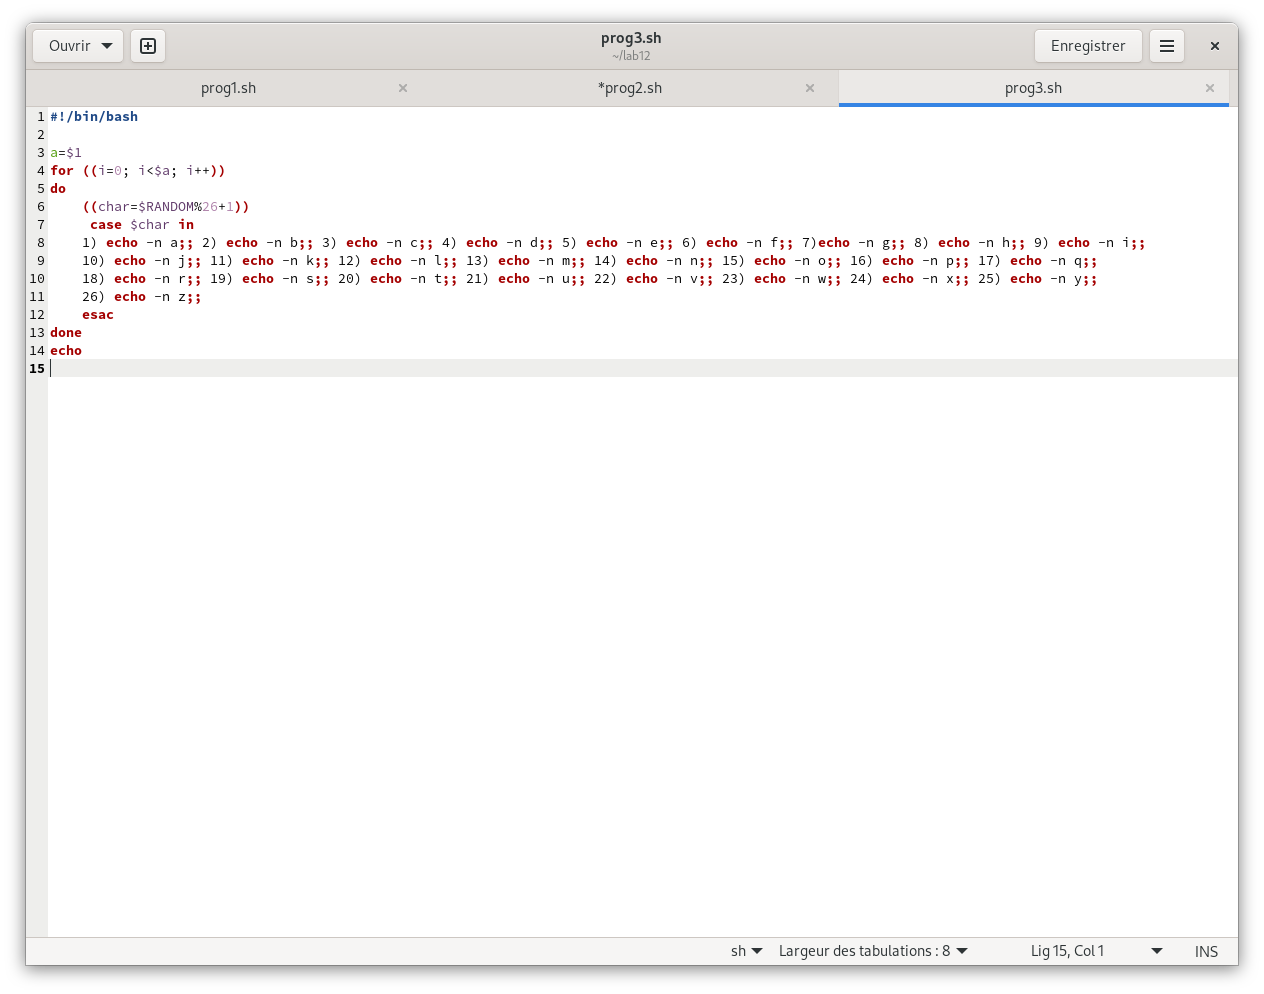 Ouvrir
prog3.sh
~/lab12
Enregistrer
prog1.sh
*prog2.sh
prog3.sh
1 #!/bin/bash
2
3 a=$1
4 for ((i=0; i<$a; i++))
5 do
6     ((char=$RANDOM%26+1))
7      case $char in
8     1) echo -n a;; 2) echo -n b;; 3) echo -n c;; 4) echo -n d;; 5) echo -n e;; 6) echo -n f;; 7)echo -n g;; 8) echo -n h;; 9) echo -n i;;
9     10) echo -n j;; 11) echo -n k;; 12) echo -n l;; 13) echo -n m;; 14) echo -n n;; 15) echo -n o;; 16) echo -n p;; 17) echo -n q;;
10     18) echo -n r;; 19) echo -n s;; 20) echo -n t;; 21) echo -n u;; 22) echo -n v;; 23) echo -n w;; 24) echo -n x;; 25) echo -n y;;
11     26) echo -n z;;
12     esac
13 done
14 echo
15
sh Largeur des tabulations : 8 Lig 15, Col 1 INS